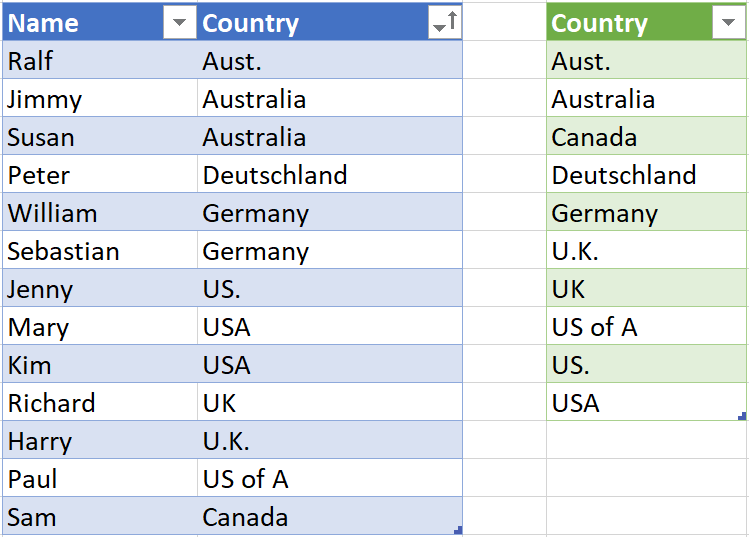 Name Country Country
Ralf Aust. Aust.
Jimmy Australia Australia
Susan Australia Canada
Peter Deutschland Deutschland
William Germany Germany
Sebastian Germany U.K.
Jenny US. UK
Mary USA US of A
Kim USA US.
Richard UK USA
Harry U.K.
Paul US of A
Sam Canada